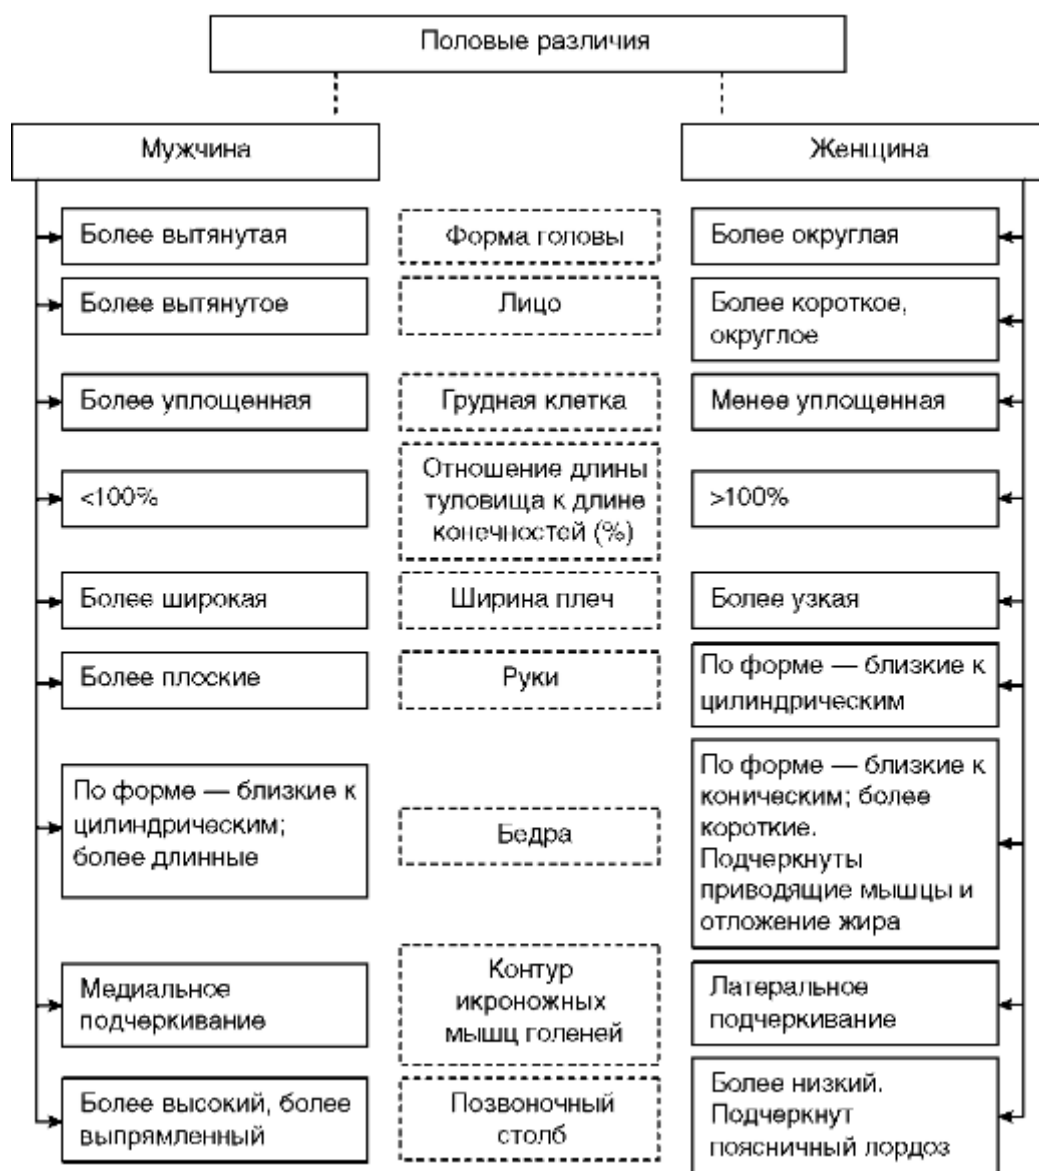 Половые различия
Мужчина
Женщина
Более вытянутая
Форма головы
Более округлая
Более вытянутое
Лицо
Более короткое,
округлое
Более уплощенная
Грудная клетка
Менее уплощенная
<100%
Отношение длины
туловища к длине
конечностей (%)
>100%
Более широкая
Ширина плеч
Более узкая
Более плоские
Руки
По форме — близкие к
цилиндрическим
По форме — близкие к
цилиндрическим;
более длинные
Бедра
По форме — близкие к
коническим; более
короткие.
Подчеркнуты
приводящие мышцы и
отложение жира
Медиальное
подчеркивание
Контур
икроножных
мышц голеней
Латеральное
подчеркивание
Более высокий, более
выпрямленный
Позвоночный
столб
Более низкий.
Подчеркнут
поясничный лордоз